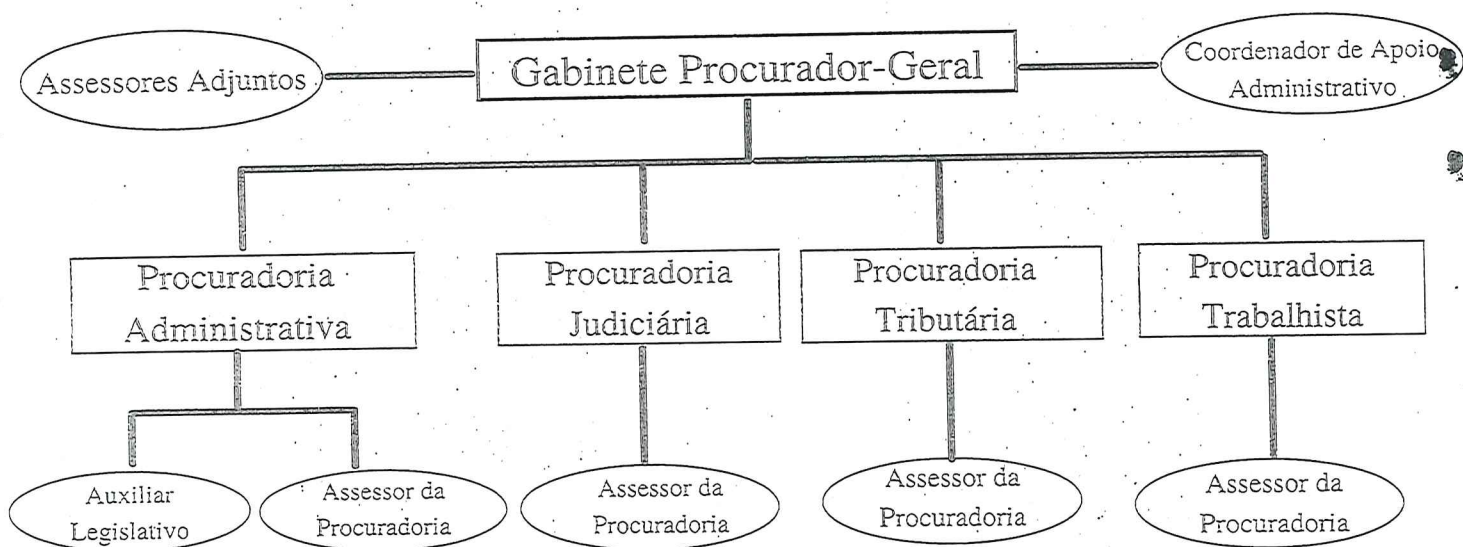 Assessores Adjuntos
Gabinete Procurador-Geral
Coordenador de Apoio
Administrativo
Procuradoria
Administrativa
Procuradoria
Judiciária
Procuradoria
Tributária
Procuradoria
Trabalhista
Auxiliar
Legislativo
Assessor da
Procuradoria
Assessor da
Procuradoria
Assessor da
Procuradoria
Assessor da
Procuradoria